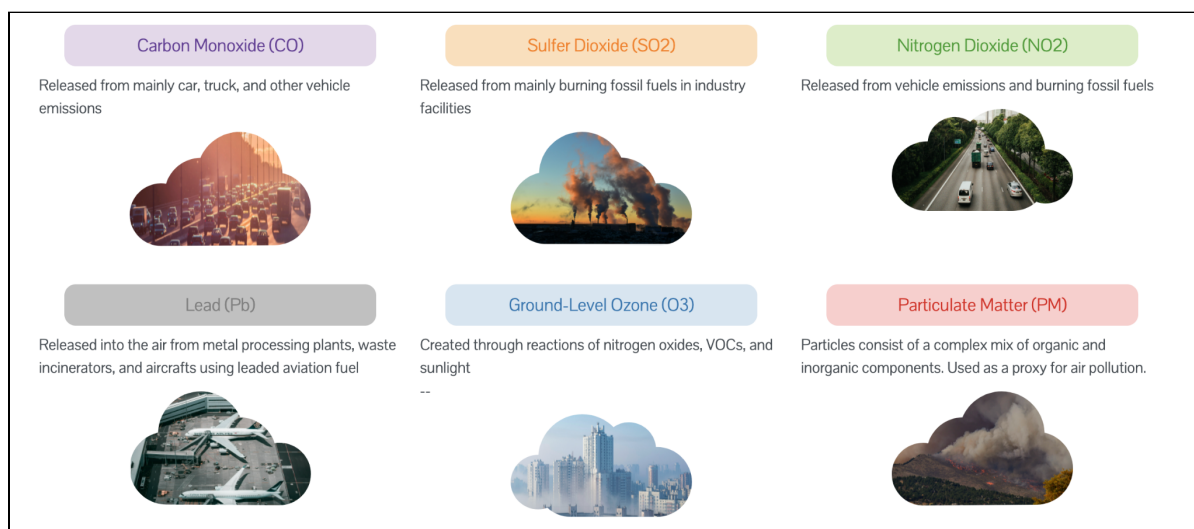 Carbon Monoxide (CO)
Released from mainly car, truck, and other vehicle
emissions
Sulfer Dioxide (SO2)
Released from mainly burning fossil fuels in industry
facilities
Nitrogen Dioxide (NO2)
Released from vehicle emissions and burning fossil fuels
Lead (Pb)
Released into the air from metal processing plants, waste
incinerators, and aircrafts using leaded aviation fuel
Ground-Level Ozone (O3)
Created through reactions of nitrogen oxides, VOCs, and
sunlight
--
Particulate Matter (PM)
Particles consist of a complex mix of organic and
inorganic components. Used as a proxy for air pollution.